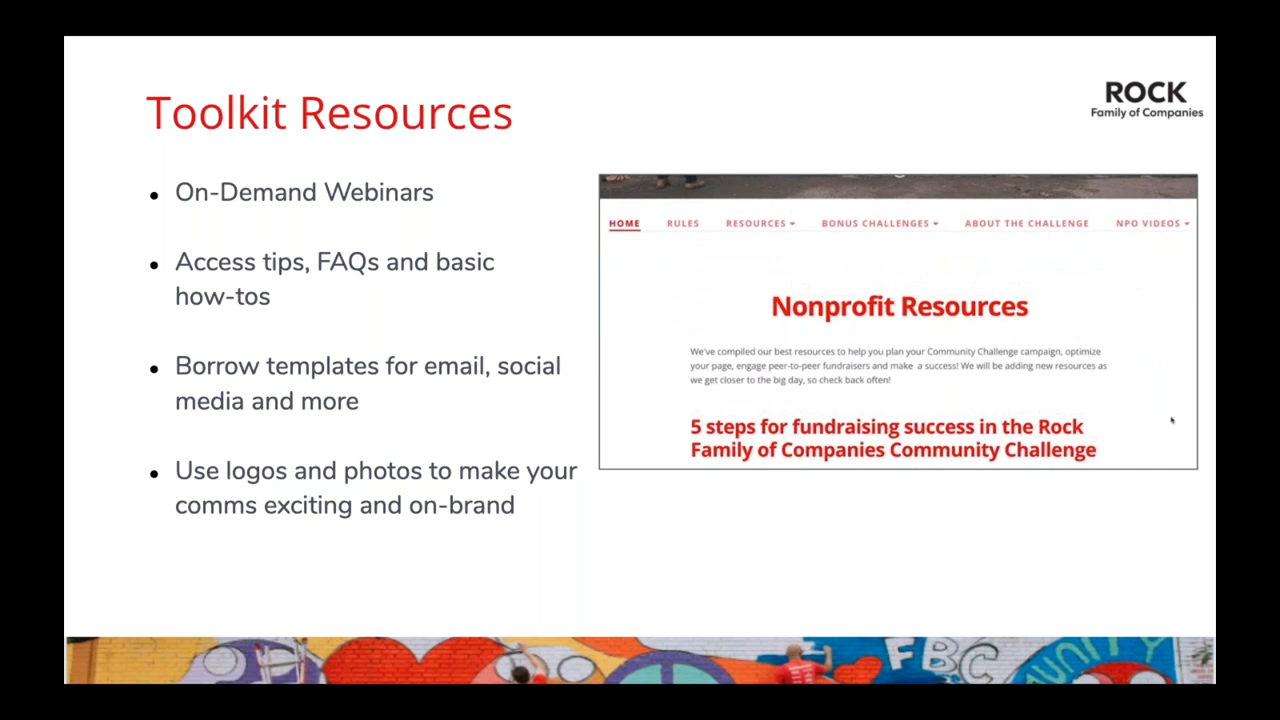 Toolkit Resources
ROCK
Family of Companies
On-Demand Webinars
Access tips, FAQs and basic
how-tos
Borrow templates for email, social
media and more
Use logos and photos to make your
comms exciting and on-brand
HOME RULES RESOURCES BONUS CHALLENGES ABOUT THE CHALLENGE NPO VIDEOS
Nonprofit Resources
We've compiled our best resources to help you plan your Community Challenge campaign, optimize
your page, engage peer-to-peer fundraisers and make a success! We will be adding new resources as
we get closer to the big day, so check back often!
5 steps for fundraising success in the Rock
Family of Companies Community Challenge
FBC